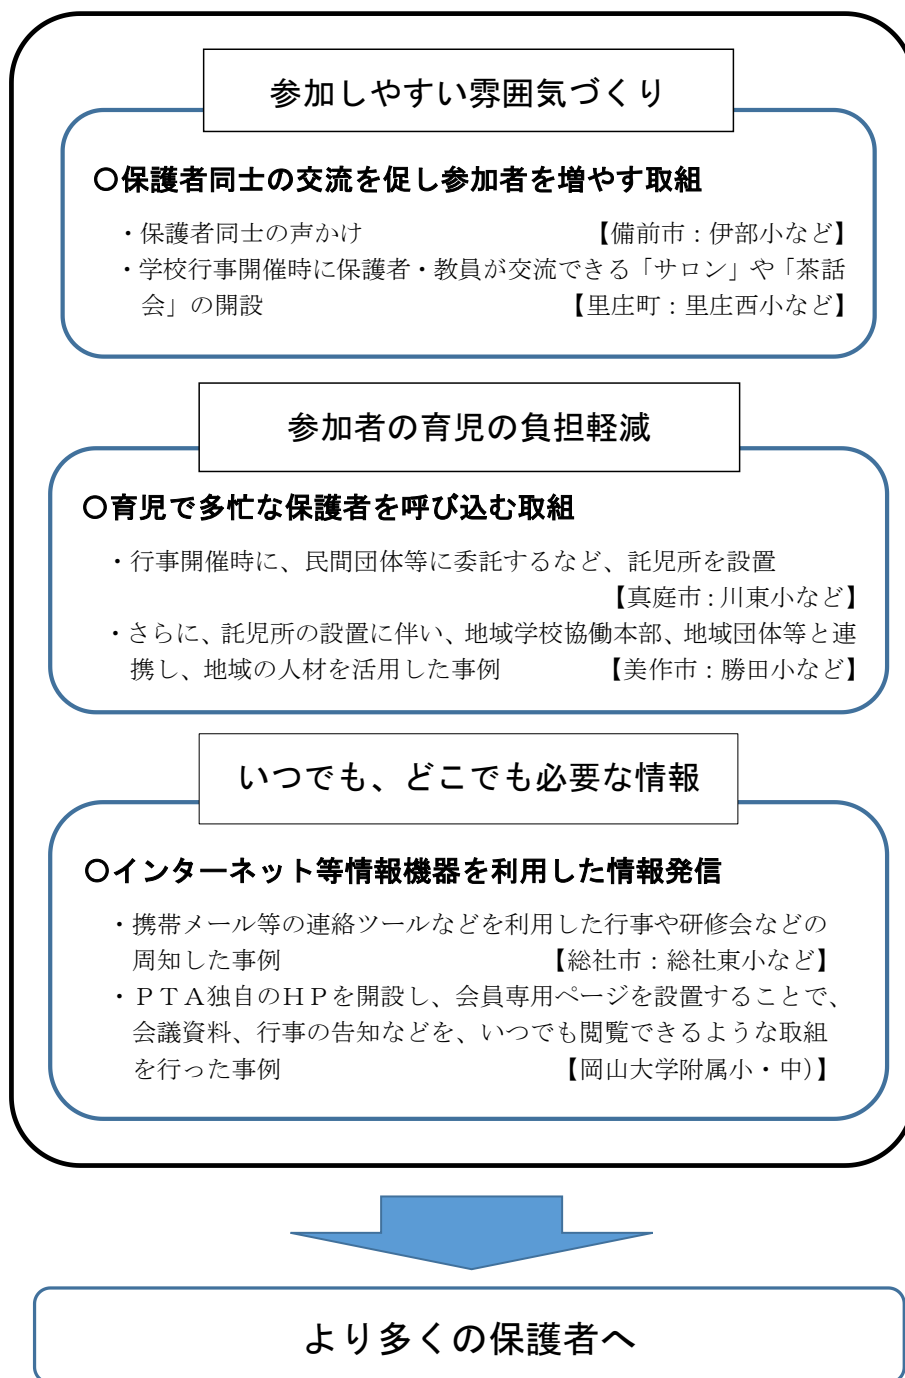 参加しやすい雰囲気づくり
〇保護者同士の交流を促し参加者を増やす取組
・保護者同士の声かけ 【備前市：伊部小など】
・学校行事開催時に保護者・教員が交流できる「サロン」や「茶話
会」の開設 【里庄町：里庄西小など】
参加者の育児の負担軽減
〇育児で多忙な保護者を呼び込む取組
・行事開催時に、民間団体等に委託するなど、託児所を設置
【真庭市：川東小など】
・さらに、託児所の設置に伴い、地域学校協働本部、地域団体等と連
携し、地域の人材を活用した事例 【美作市：勝田小など】
いつでも、どこでも必要な情報
〇インターネット等情報機器を利用した情報発信
・携帯メール等の連絡ツールなどを利用した行事や研修会などの
周知した事例 【総社市：総社東小など】
・ＰＴＡ独自のＨＰを開設し、会員専用ページを設置することで、
会議資料、行事の告知などを、いつでも閲覧できるような取組
を行った事例 【岡山大学附属小・中）】
より多くの保護者へ